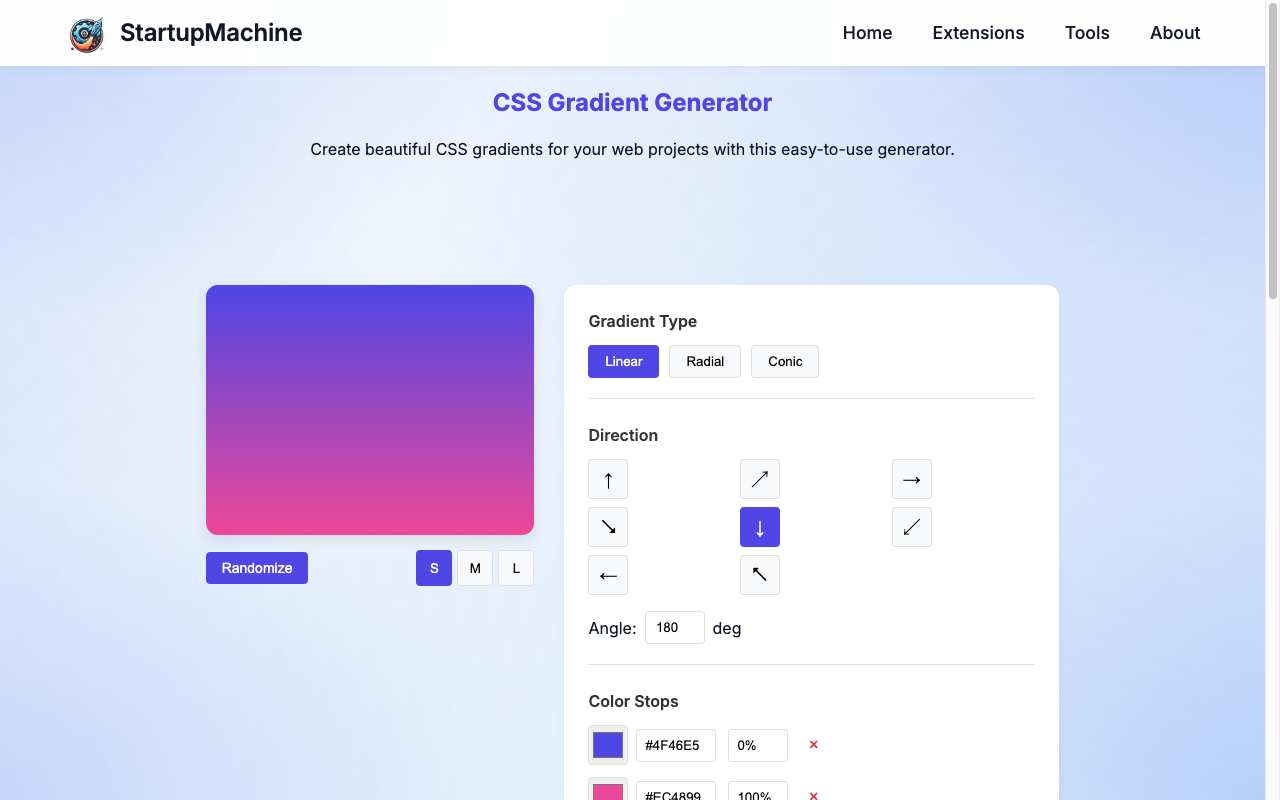 StartupMachine
Home Extensions Tools About
CSS Gradient Generator
Create beautiful CSS gradients for your web projects with this easy-to-use generator.
Randomize S M L
Gradient Type
Linear Radial Conic
Direction
↑ ↗ →
↘ ↓ ↙
← ↖
Angle: 180 deg
Color Stops
#4F46E5 0% ×
#EC4899 100% ×